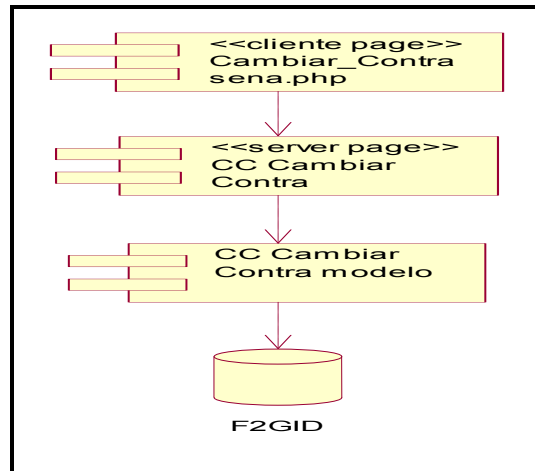 <<cliente page>>
Cambiar_Contra
sena.php
<<server page>>
CC Cambiar
Contra
CC Cambiar
Contra modelo
F2GID